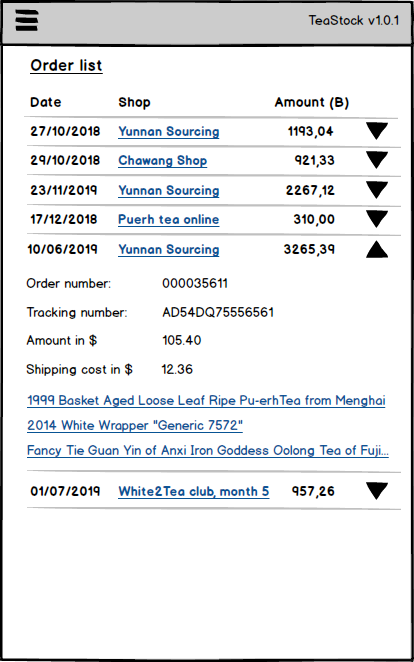 TeaStock v1.0.1
Order list
Date Shop Amount (B)
27/10/2018 Yunnan Sourcing 1193,04
29/10/2018 Chawang Shop 921,33
23/11/2019 Yunnan Sourcing 2267,12
17/12/2018 Puerh tea online 310,00
10/06/2019 Yunnan Sourcing 3265,39
Order number: 000035611
Tracking number: AD54DQ75556561
Amount in $ 105.40
Shipping cost in $ 12.36
1999 Basket Aged Loose Leaf Ripe Pu-erhTea from Menghai
2014 White Wrapper "Generic 7572"
Fancy Tie Guan Yin of Anxi Iron Goddess Oolong Tea of Fuji...
01/07/2019 White2Tea club, month 5 957,26